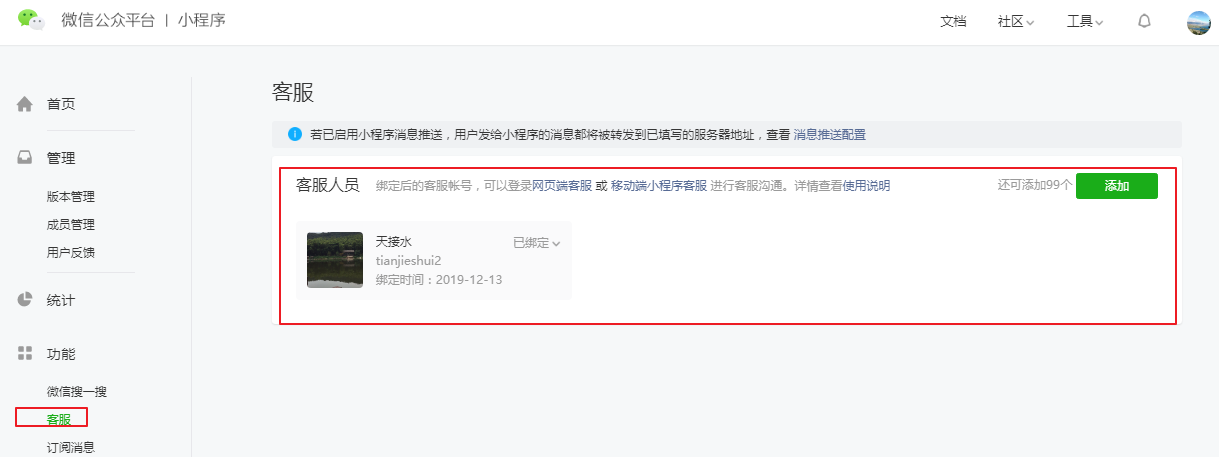 微信公众平台 | 小程序
文档 社区 工具
首页
管理
版本管理
成员管理
用户反馈
统计
功能
微信搜一搜
客服
订阅消息
客服
若已启用小程序消息推送，用户发给小程序的消息都将被转发到已填写的服务器地址，查看 消息推送配置
客服人员 绑定后的客服帐号，可以登录网页端客服 或 移动端小程序客服 进行客服沟通。详情查看使用说明 还可添加99个 添加
天接水 已绑定
tianjieshui2
绑定时间：2019-12-13